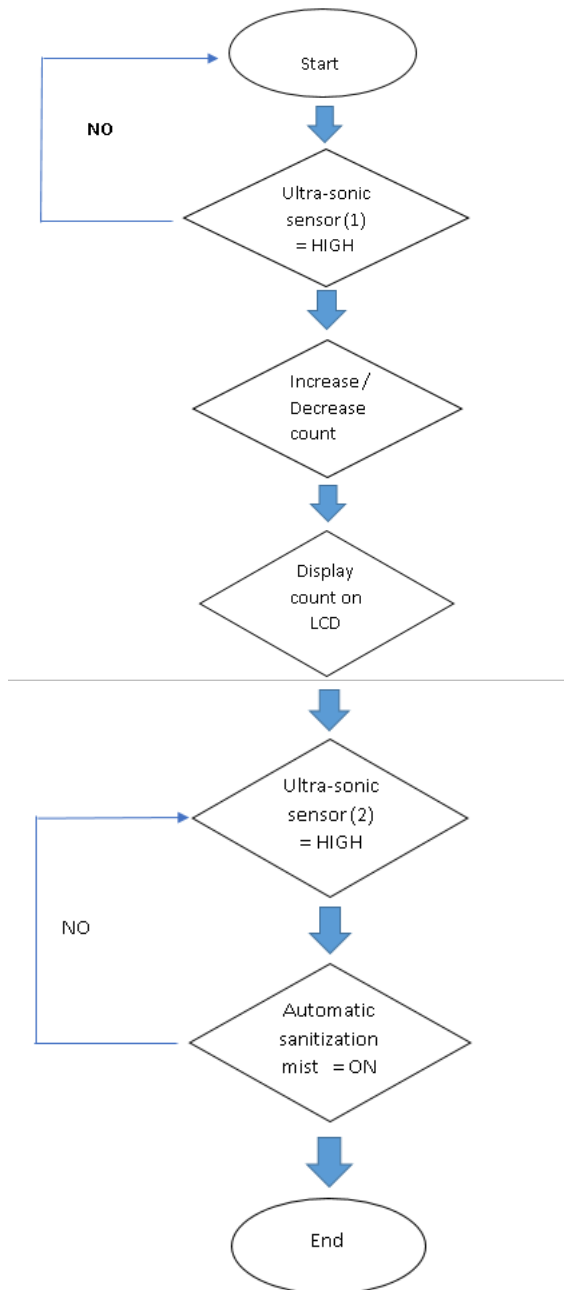 Start
NO
Ultra-sonic
sensor(1)
= HIGH
Increase/
Decrease
count
Display
count on
LCD
Ultra-sonic
sensor(2)
= HIGH
NO
Automatic
sanitization
mist = ON
End